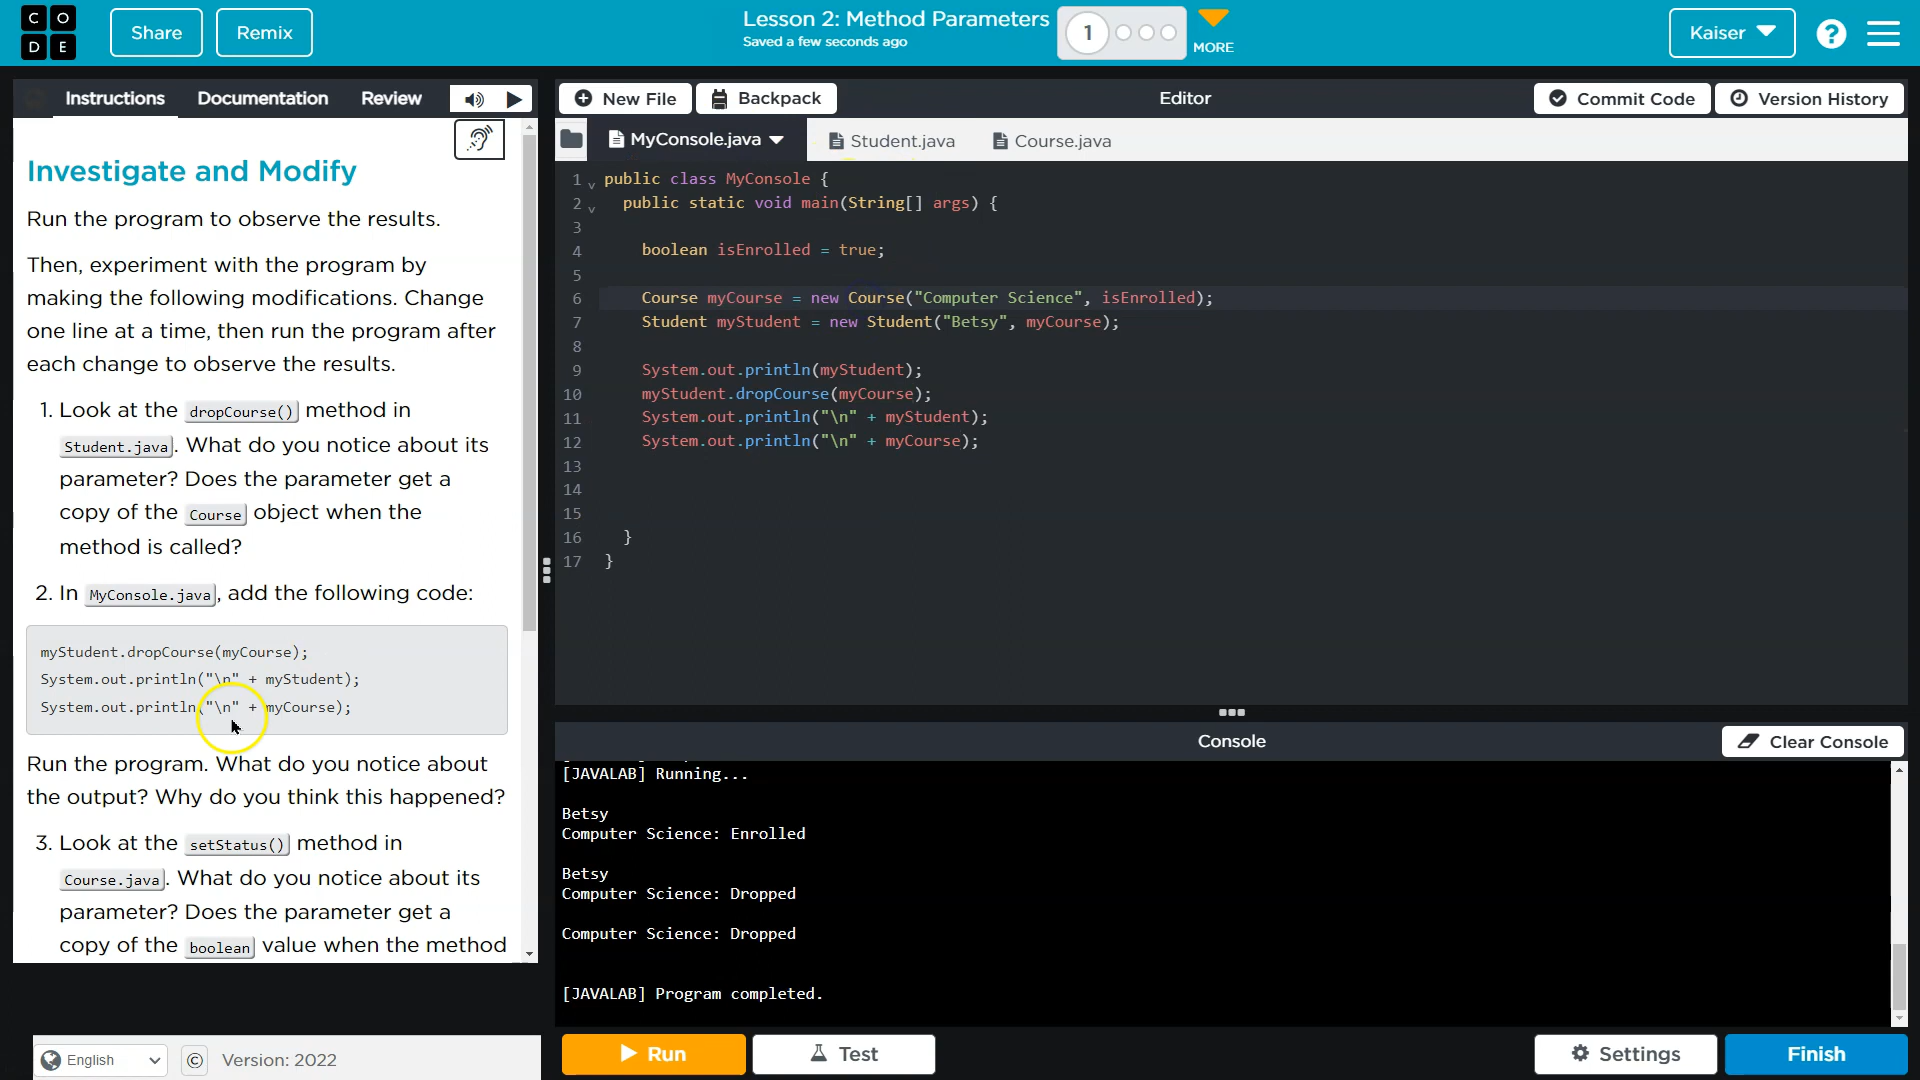 C O
D E
Share
Remix
Lesson 2: Method Parameters
Saved a few seconds ago
1
MORE
Kaiser
?
Instructions
Documentation
Review
Investigate and Modify
Run the program to observe the results.
Then, experiment with the program by
making the following modifications. Change
one line at a time, then run the program after
each change to observe the results.
1. Look at the dropCourse() method in
Student.java. What do you notice about its
parameter? Does the parameter get a
copy of the Course object when the
method is called?
2. In MyConsole.java, add the following code:
myStudent.dropCourse(myCourse);
System.out.println("\n" + myStudent);
System.out.println("\n" + myCourse);
Run the program. What do you notice about
the output? Why do you think this happened?
3. Look at the setStatus() method in
Course.java. What do you notice about its
parameter? Does the parameter get a
copy of the boolean value when the method
English
©
Version: 2022
New File
Backpack
Editor
Commit Code
Version History
MyConsole.java
Student.java
Course.java
1 public class MyConsole {
2 public static void main(String[] args) {
3
4 boolean isEnrolled = true;
5
6 Course myCourse = new Course("Computer Science", isEnrolled);
7 Student myStudent = new Student("Betsy", myCourse);
8
9 System.out.println(myStudent);
10 myStudent.dropCourse(myCourse);
11 System.out.println("\n" + myStudent);
12 System.out.println("\n" + myCourse);
13
14
15
16 }
17 }
Console
Clear Console
[JAVALAB] Running...
Betsy
Computer Science: Enrolled
Betsy
Computer Science: Dropped
Computer Science: Dropped
[JAVALAB] Program completed.
Run
Test
Settings
Finish